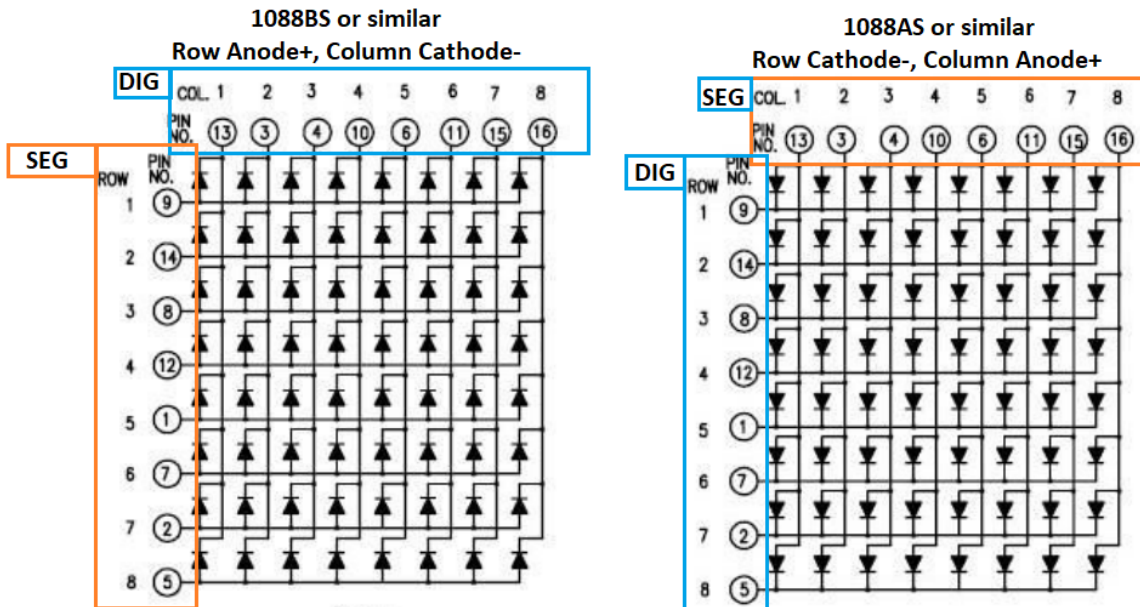 1088BS or similar
Row Anode+, Column Cathode-
DIG
COL. 1 2 3 4 5 6 7 8
PIN NO. 13 3 4 10 6 11 15 16
SEG
ROW PIN NO.
1 9
2 14
3 8
4 12
5 1
6 7
7 2
8 5
1088AS or similar
Row Cathode-, Column Anode+
SEG
COL. 1 2 3 4 5 6 7 8
PIN NO. 13 3 4 10 6 11 15 16
DIG
ROW PIN NO.
1 9
2 14
3 8
4 12
5 1
6 7
7 2
8 5